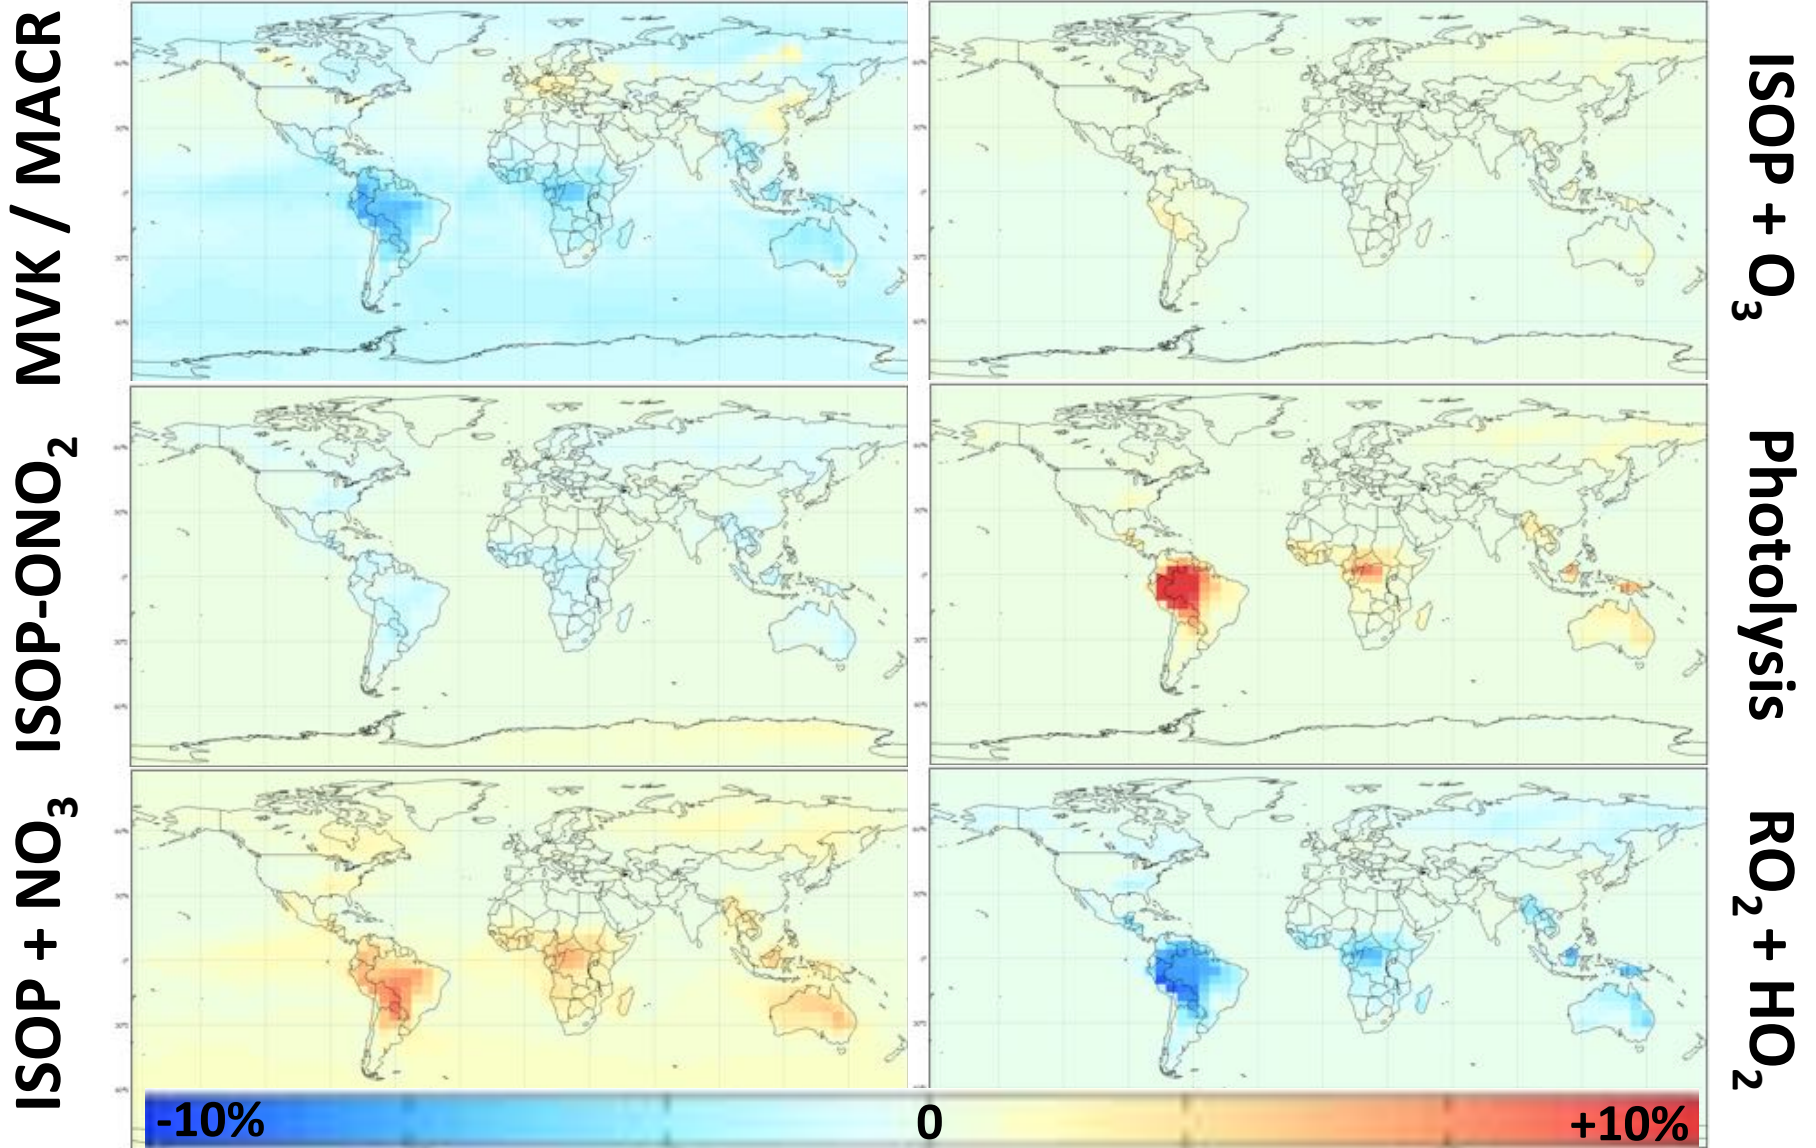 MVK / MACR
ISOP + O₃
ISOP-ONO₂
Photolysis
ISOP + NO₃
RO₂ + HO₂
-10%
0
+10%